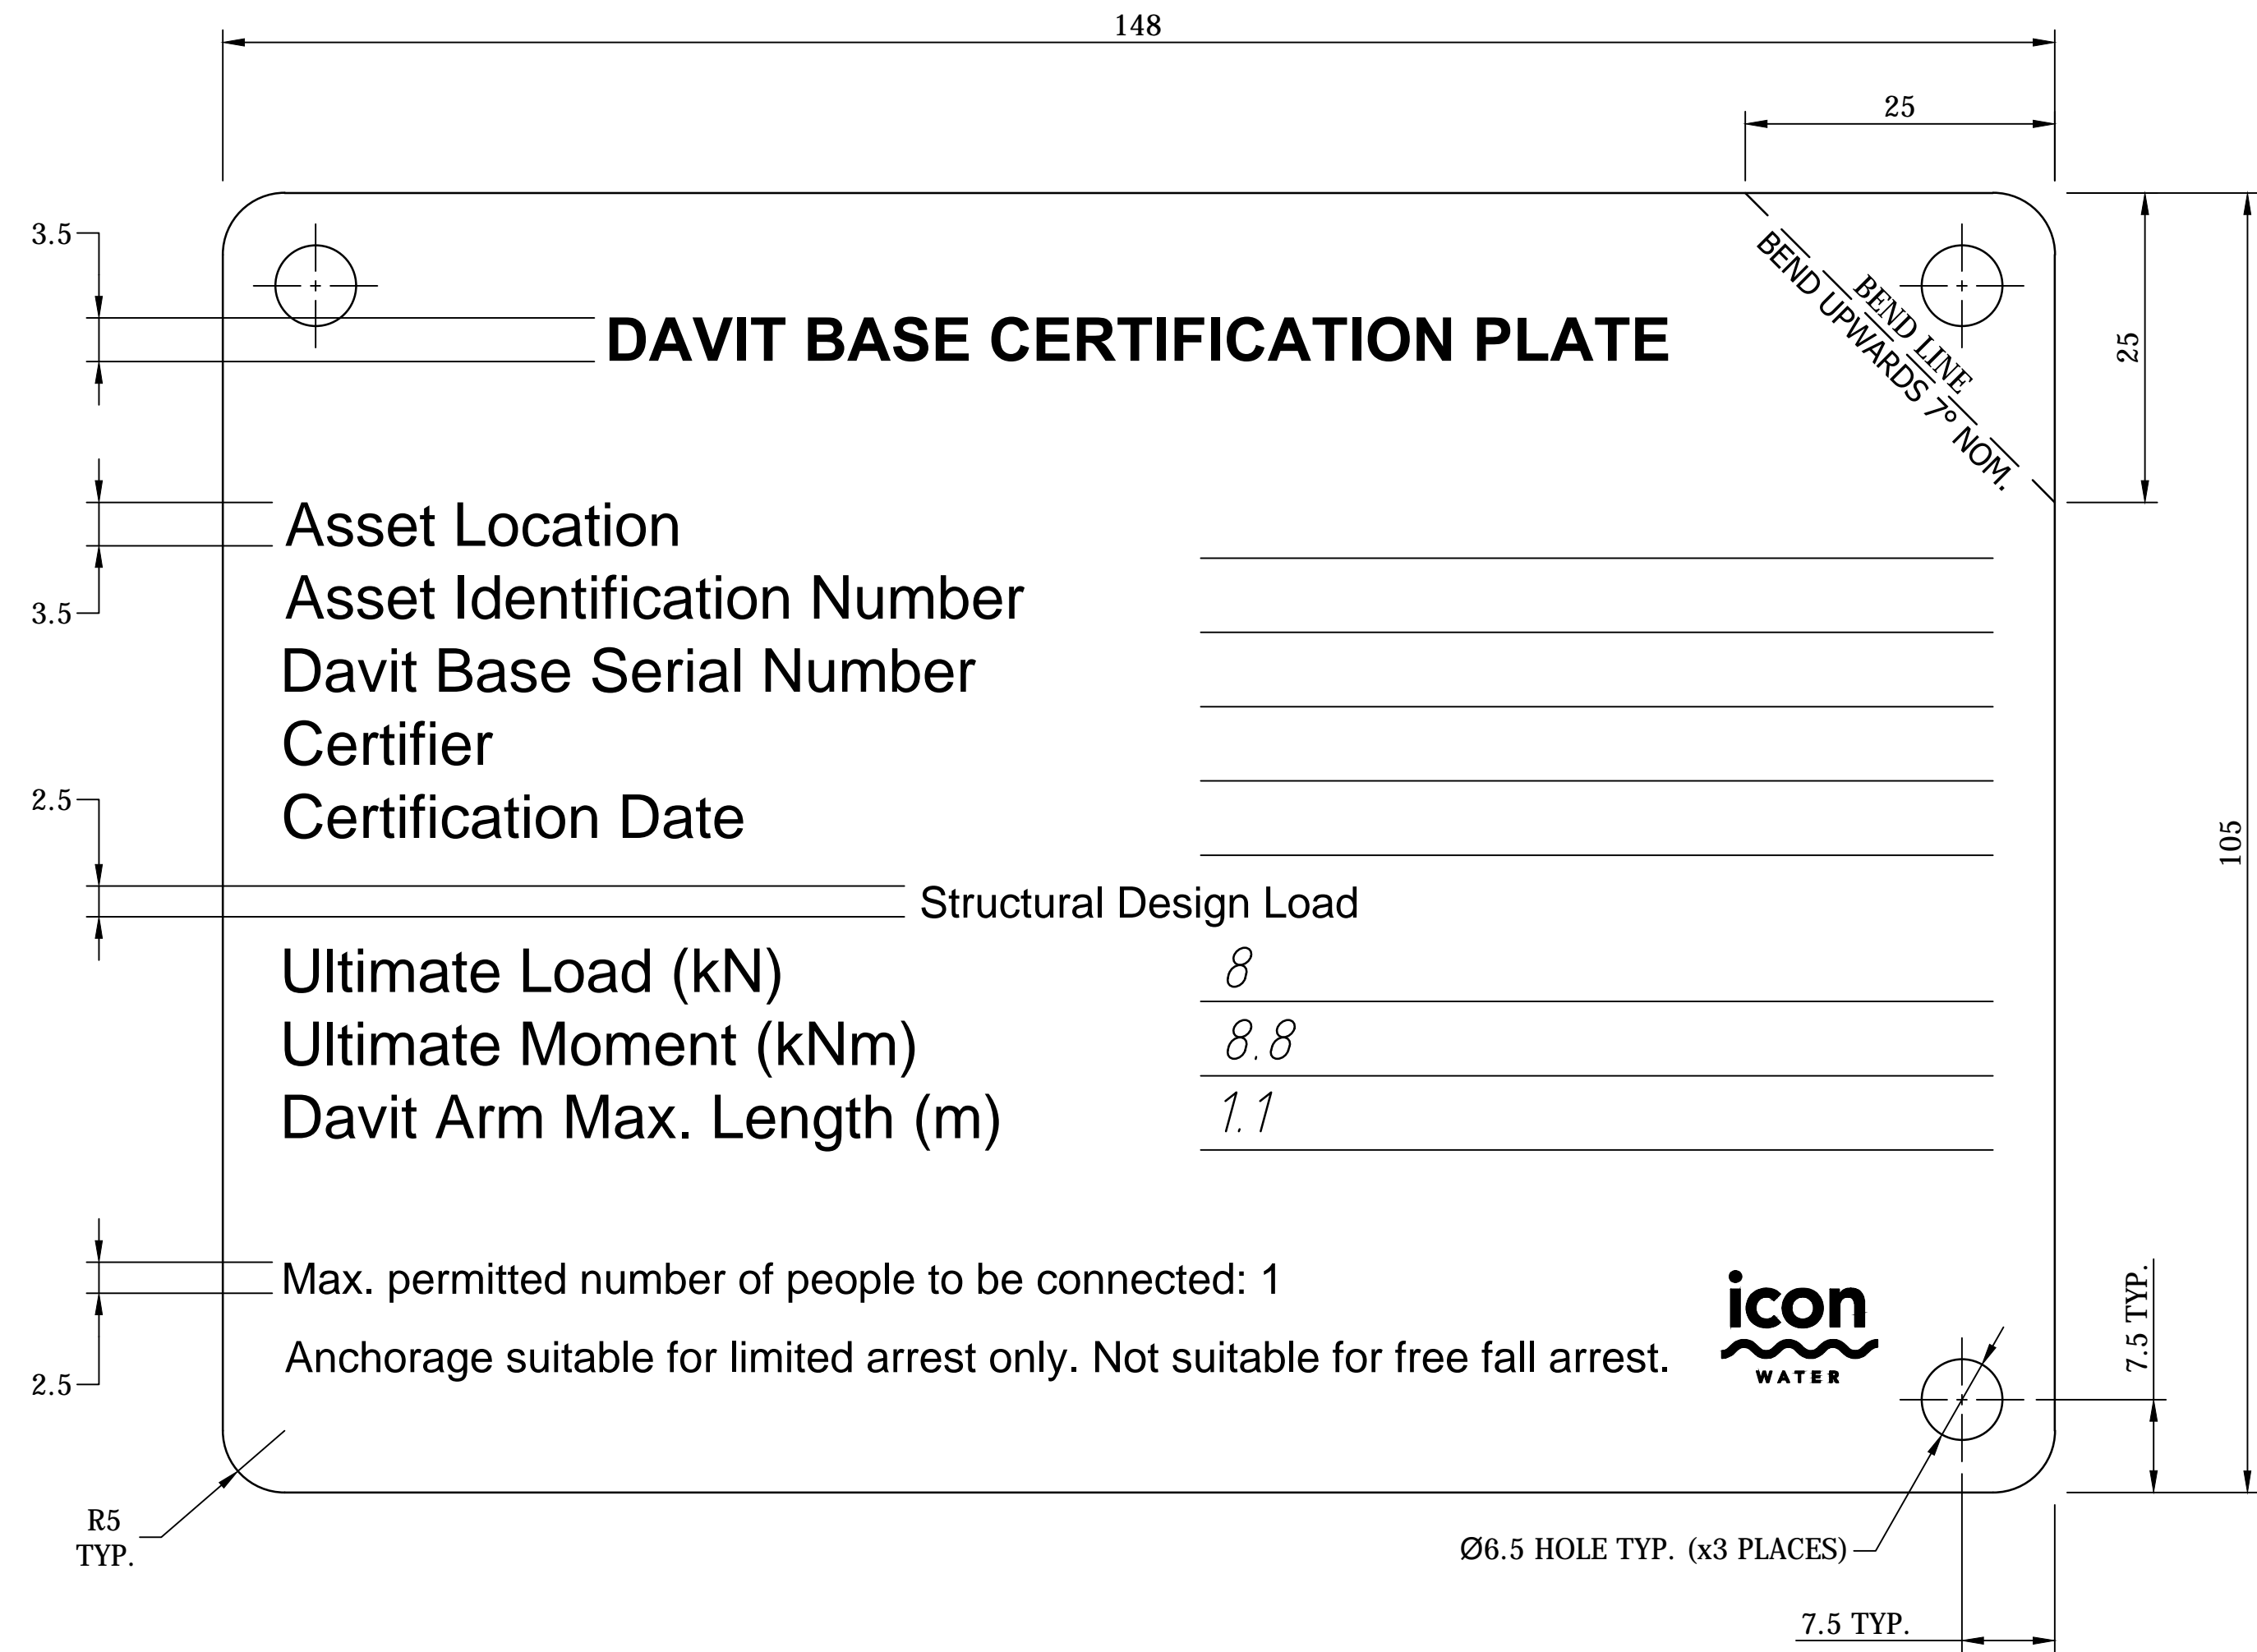 148
25
3.5
DAVIT BASE CERTIFICATION PLATE
BEND LINE
BEND UPWARDS 7° NOM.
25
Asset Location
3.5
Asset Identification Number
Davit Base Serial Number
Certifier
2.5
Certification Date
105
Structural Design Load
Ultimate Load (kN) 8
Ultimate Moment (kNm) 8.8
Davit Arm Max. Length (m) 1.1
Max. permitted number of people to be connected: 1
icon
WATER
7.5 TYP.
Anchorage suitable for limited arrest only. Not suitable for free fall arrest.
2.5
R5
TYP.
Ø6.5 HOLE TYP. (x3 PLACES)
7.5 TYP.